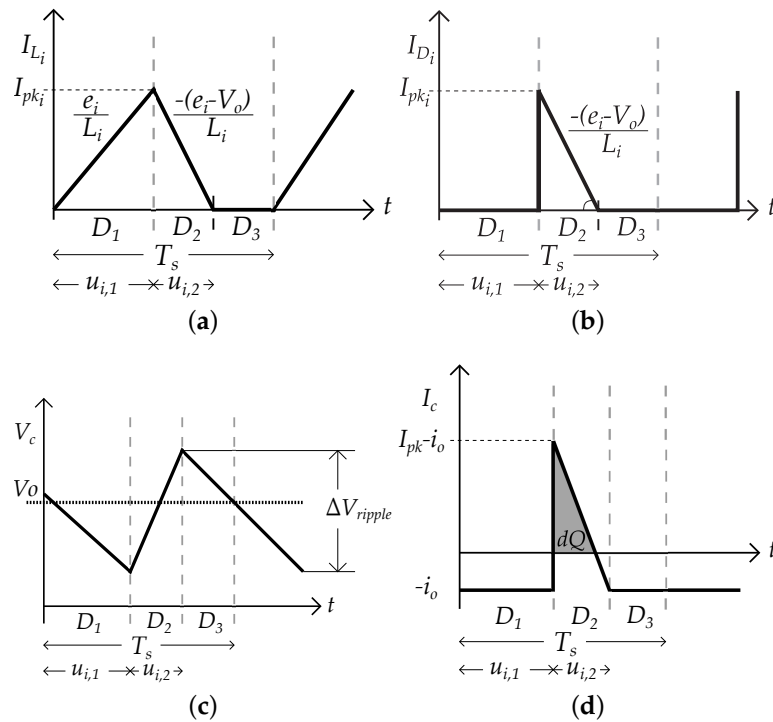 I_{L_i}
I_{pk_i}
e_i/L_i
-(e_i-V_o)/L_i
t
D_1 D_2 D_3
T_s
u_{i,1} u_{i,2}
(a)
I_{D_i}
I_{pk_i}
-(e_i-V_o)/L_i
t
D_1 D_2 D_3
T_s
u_{i,1} u_{i,2}
(b)
V_c
Vo
ΔV_{ripple}
t
D_1 D_2 D_3
T_s
u_{i,1} u_{i,2}
(c)
I_c
I_{pk}-i_o
dQ
t
-i_o
D_1 D_2 D_3
T_s
u_{i,1} u_{i,2}
(d)